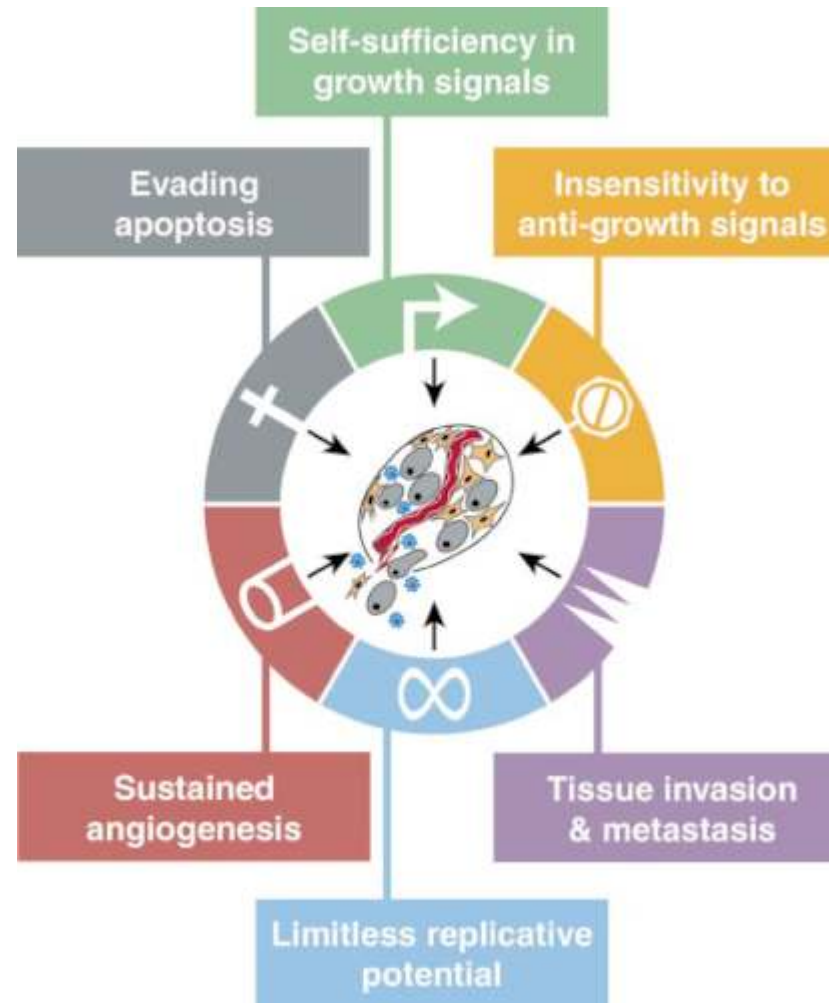 Self-sufficiency in
growth signals
Evading
apoptosis
Insensitivity to
anti-growth signals
Sustained
angiogenesis
Tissue invasion
& metastasis
Limitless replicative
potential